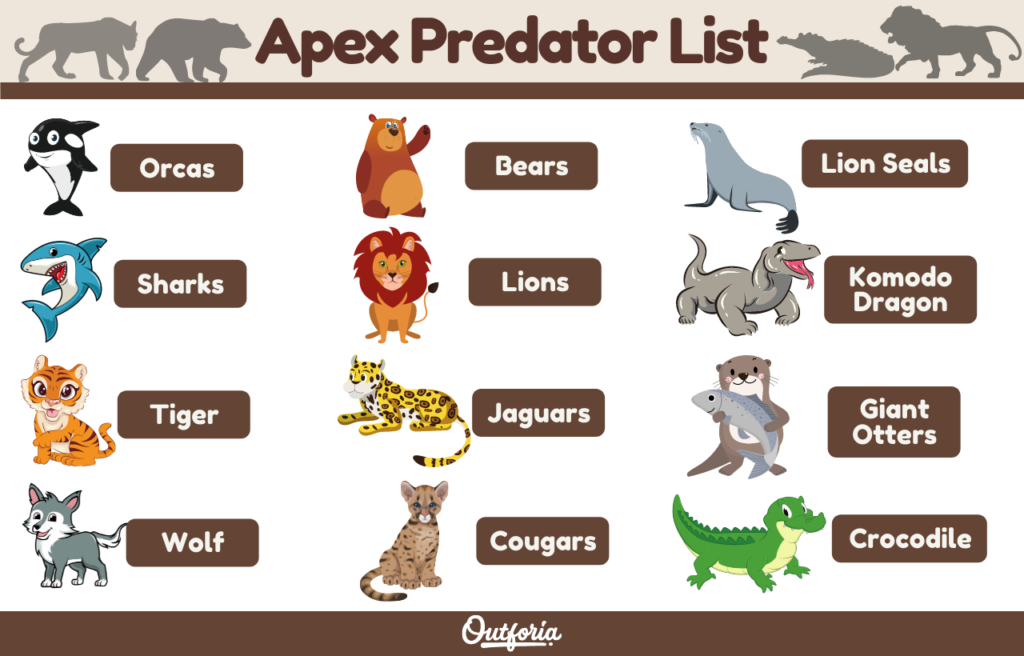 Apex Predator List
Orcas
Bears
Lion Seals
Sharks
Lions
Komodo
Dragon
Tiger
Jaguars
Giant
Otters
Wolf
Cougars
Crocodile
Outforia